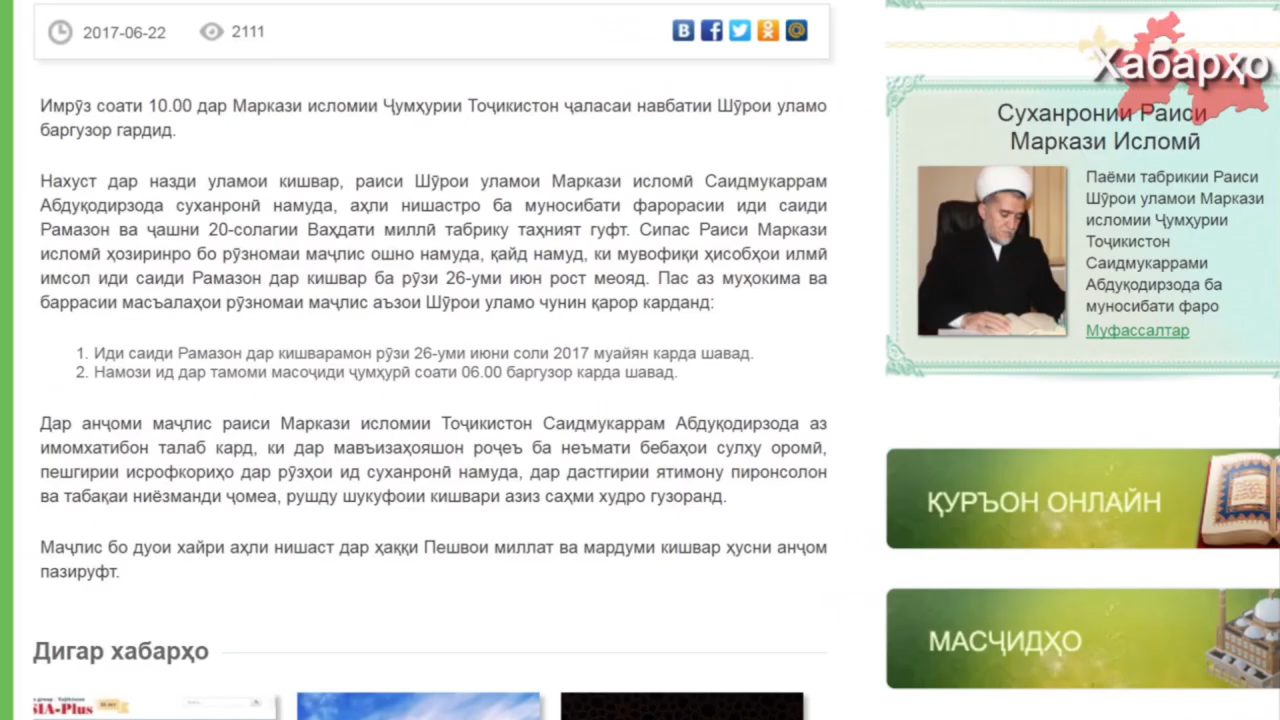 2017-06-22
2111
Имрӯз соати 10.00 дар Маркази исломии Ҷумҳурии Тоҷикистон ҷаласаи навбатии Шӯрои уламо
баргузор гардид.
Нахуст дар назди уламои кишвар, раиси Шӯрои уламои Маркази исломӣ Саидмукаррам
Абдуқодирзода суханронӣ намуда, аҳли нишастро ба муносибати фарорасии иди саиди
Рамазон ва ҷашни 20-солагии Ваҳдати миллӣ табрику таҳният гуфт. Сипас Раиси Маркази
исломӣ ҳозиринро бо рӯзномаи маҷлис ошно намуда, қайд намуд, ки мувофиқи ҳисобҳои илмӣ
имсол иди саиди Рамазон дар кишвар ба рӯзи 26-уми июн рост меояд. Пас аз муҳокима ва
баррасии масъалаҳои рӯзномаи маҷлис аъзои Шӯрои уламо чунин қарор карданд:
1. Иди саиди Рамазон дар кишварамон рӯзи 26-уми июни соли 2017 муайян карда шавад.
2. Намози ид дар тамоми масоҷиди ҷумҳурӣ соати 06.00 баргузор карда шавад.
Дар анҷоми маҷлис раиси Маркази исломии Тоҷикистон Саидмукаррам Абдуқодирзода аз
имомхатибон талаб кард, ки дар мавъизаҳояшон роҷеъ ба неъмати бебаҳои сулҳу оромӣ,
пешгирии исрофкориҳо дар рӯзҳои ид суханронӣ намуда, дар дастгирии ятимону пиронсолон
ва табақаи ниёзманди ҷомеа, рушду шукуфоии кишвари азиз саҳми худро гузоранд.
Маҷлис бо дуои хайри аҳли нишаст дар ҳаққи Пешвои миллат ва мардуми кишвар ҳусни анҷом
пазируфт.
Дигар хабарҳо
SIA-Plus
Хабарҳо
Суханронии Раиси
Маркази Исломӣ
Паёми табрикии Раиси
Шӯрои уламои Маркази
исломии Ҷумҳурии
Тоҷикистон
Саидмукаррами
Абдуқодирзода ба
муносибати фаро
Муфассалтар
ҚУРЪОН ОНЛАЙН
МАСҶИДҲО